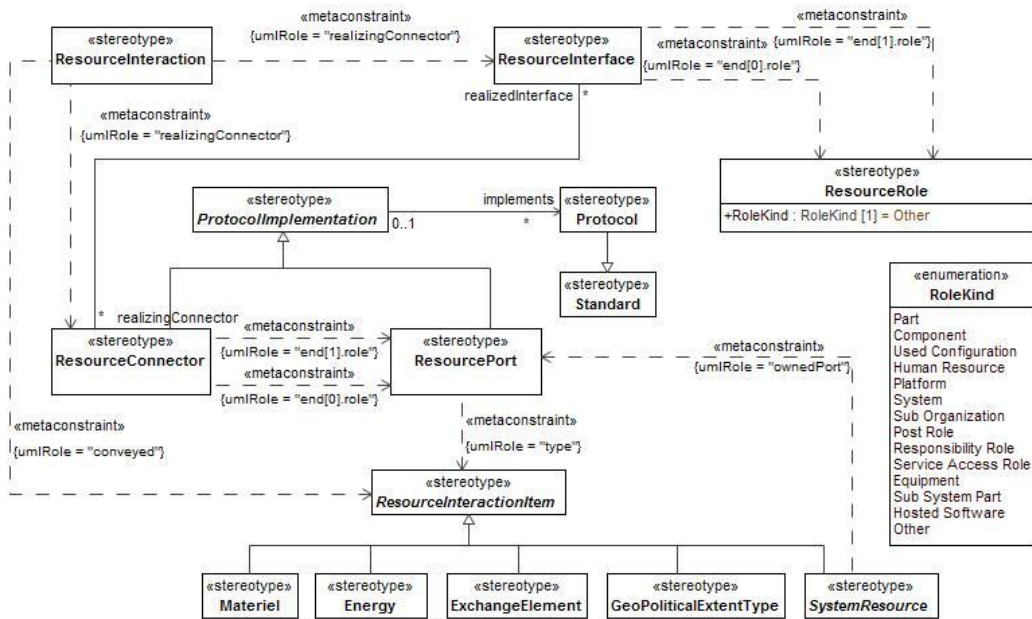 «metaconstraint»
{umlRole = "realizingConnector"}
«stereotype»
ResourceInteraction
«stereotype»
ResourceInterface
«metaconstraint»
{umlRole = "end[1].role"}
«metaconstraint»
{umlRole = "end[0].role"}
realizedInterface
*
«metaconstraint»
{umlRole = "realizingConnector"}
«stereotype»
ResourceRole
+RoleKind : RoleKind [1] = Other
«stereotype»
ProtocolImplementation
implements
0..1
*
«stereotype»
Protocol
«stereotype»
Standard
«enumeration»
RoleKind
Part
Component
Used Configuration
Human Resource
Platform
System
Sub Organization
Post Role
Responsibility Role
Service Access Role
Equipment
Sub System Part
Hosted Software
Other
*
realizingConnector
«stereotype»
ResourceConnector
«metaconstraint»
{umlRole = "end[1].role"}
«metaconstraint»
{umlRole = "end[0].role"}
«stereotype»
ResourcePort
«metaconstraint»
{umlRole = "ownedPort"}
«metaconstraint»
{umlRole = "conveyed"}
«metaconstraint»
{umlRole = "type"}
«stereotype»
ResourceInteractionItem
«stereotype»
Materiel
«stereotype»
Energy
«stereotype»
ExchangeElement
«stereotype»
GeoPoliticalExtentType
«stereotype»
SystemResource